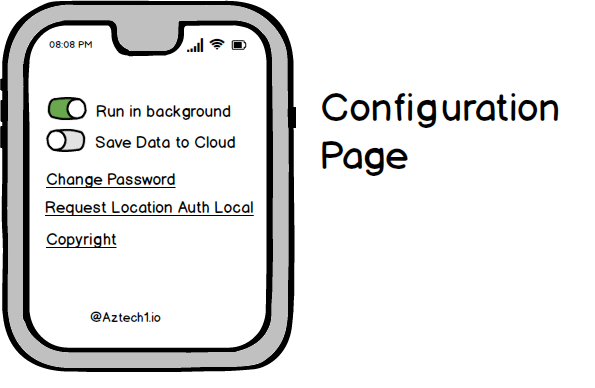 08:08 PM
Run in background
Save Data to Cloud
Change Password
Request Location Auth Local
Copyright
@Aztech1.io
Configuration
Page